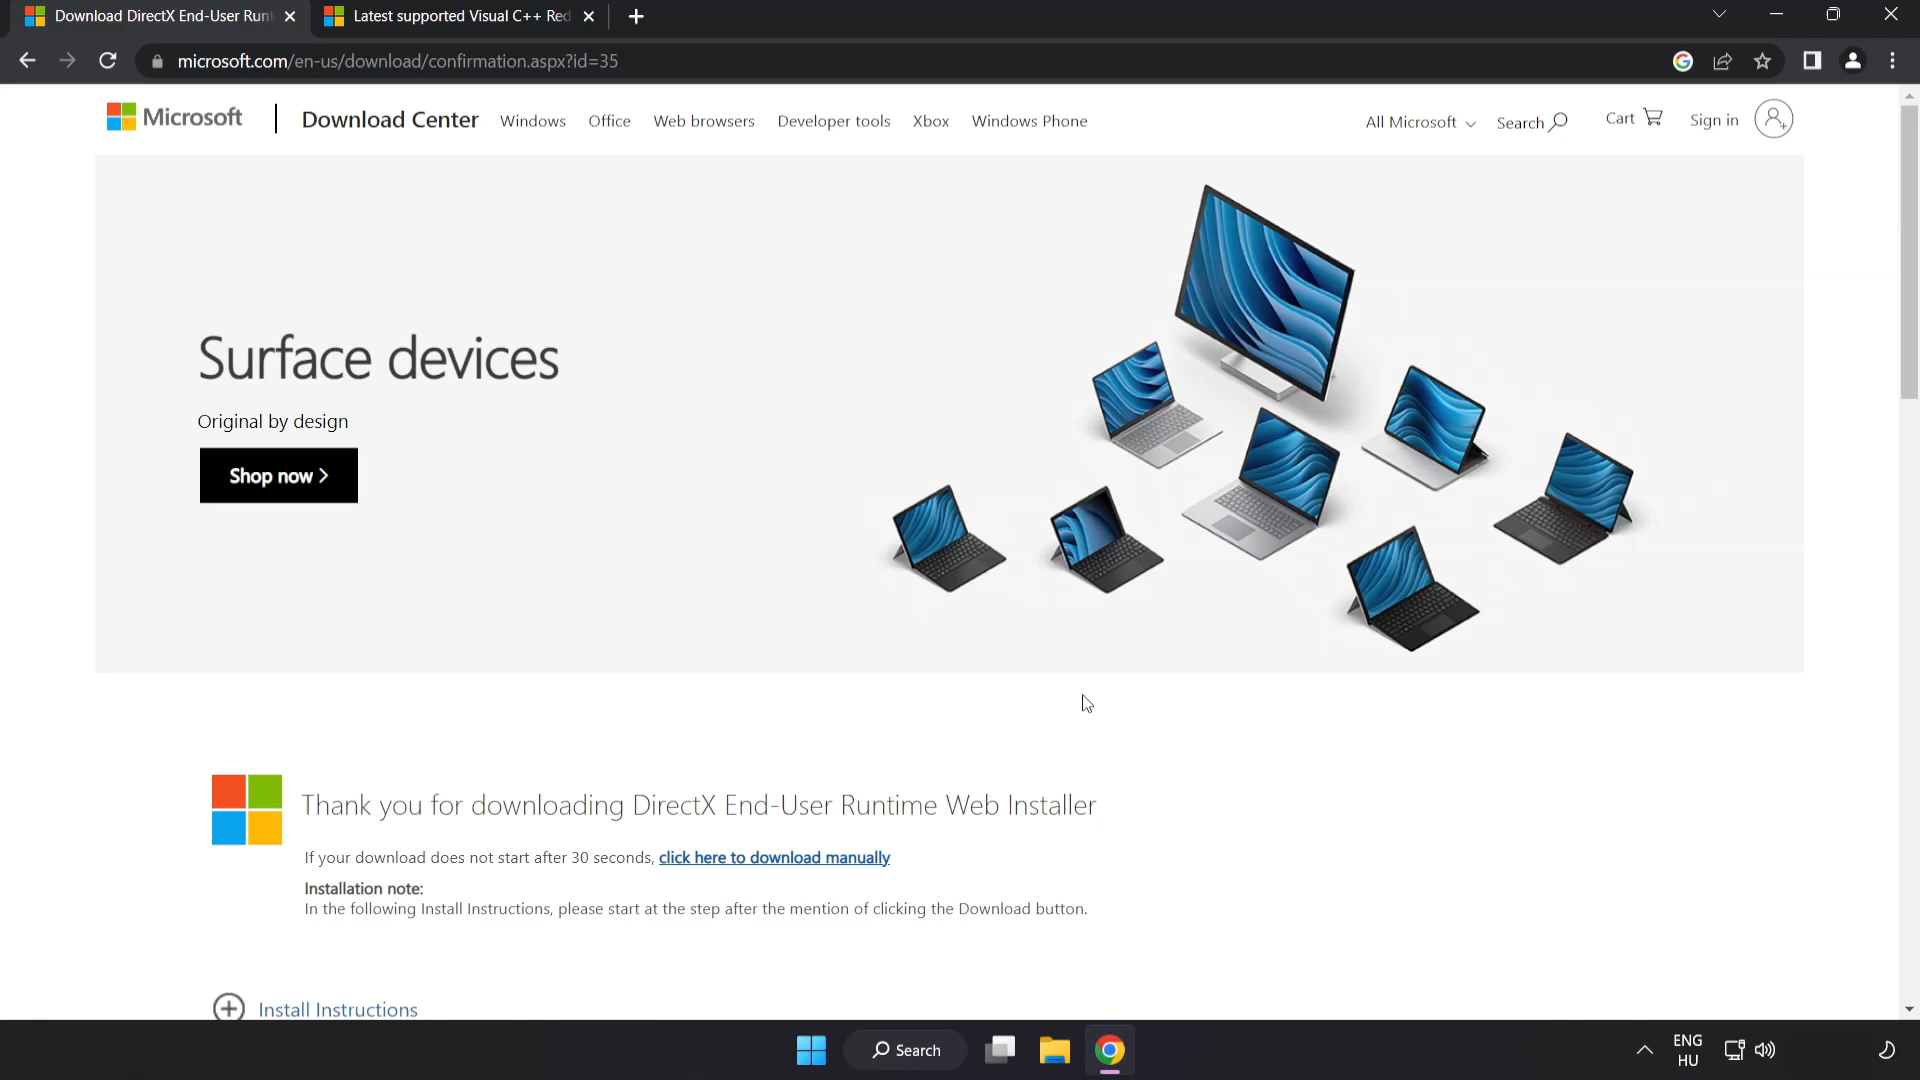 Download DirectX End-User Runt
Latest supported Visual C++ Red
microsoft.com/en-us/download/confirmation.aspx?id=35
Microsoft
Download Center
Windows
Office
Web browsers
Developer tools
Xbox
Windows Phone
All Microsoft
Search
Cart
Sign in
Surface devices
Original by design
Shop now
Thank you for downloading DirectX End-User Runtime Web Installer
If your download does not start after 30 seconds, click here to download manually
Installation note:
In the following Install Instructions, please start at the step after the mention of clicking the Download button.
Install Instructions
Search
ENG
HU